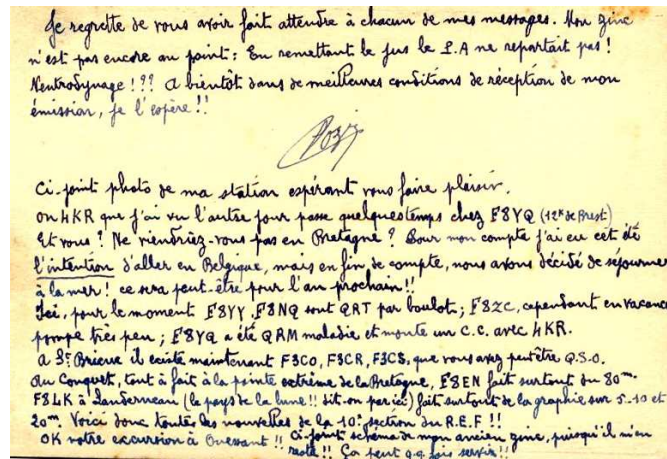 Je regrette de vous avoir fait attendre à chacun de mes messages. Mon zinc
n'est pas encore au point : En remettant le jus le P.A ne repartait pas !
Neutrodynage ! ?? A bientôt dans de meilleures conditions de réception de mon
émission, je l'espère !!
Ci-joint photo de ma station espérant vous faire plaisir.
ON4KR que j'ai vu l'autre jour passe quelques temps chez F8YQ (12K de Brest)
Et vous ? Ne viendriez-vous pas en Bretagne ? Pour mon compte j'ai eu cet été
l'intention d'aller en Belgique, mais en fin de compte, nous avons décidé de séjourner
à la mer ! ce sera peut-être pour l'an prochain !!
Ici, pour le moment F8YY, F8NQ sont QRT par boulot ; F8ZC, cependant en vacances
pompe très peu ; F8YQ a été QRM maladie et monte un C.C. avec 4KR.
A St Brieuc il existe maintenant F3CO, F3CR, F3CS, que vous avez peut être Q.S.O.
Au Conquet, tout à fait à la pointe extrême de la Bretagne, F8EN fait surtout du 80m.
F8LK à Landerneau (le pays de la lune !! dit-on par ici) fait surtout de la graphie sur 5-10 et
20m. Voici donc toutes les nouvelles de la 10e section du R.E.F !!
OK votre excursion à Ouessant !! Ci-joint schéma de mon ancien zinc, puisqu'il m'en
reste !! Ça peut q.q. fois servir !!